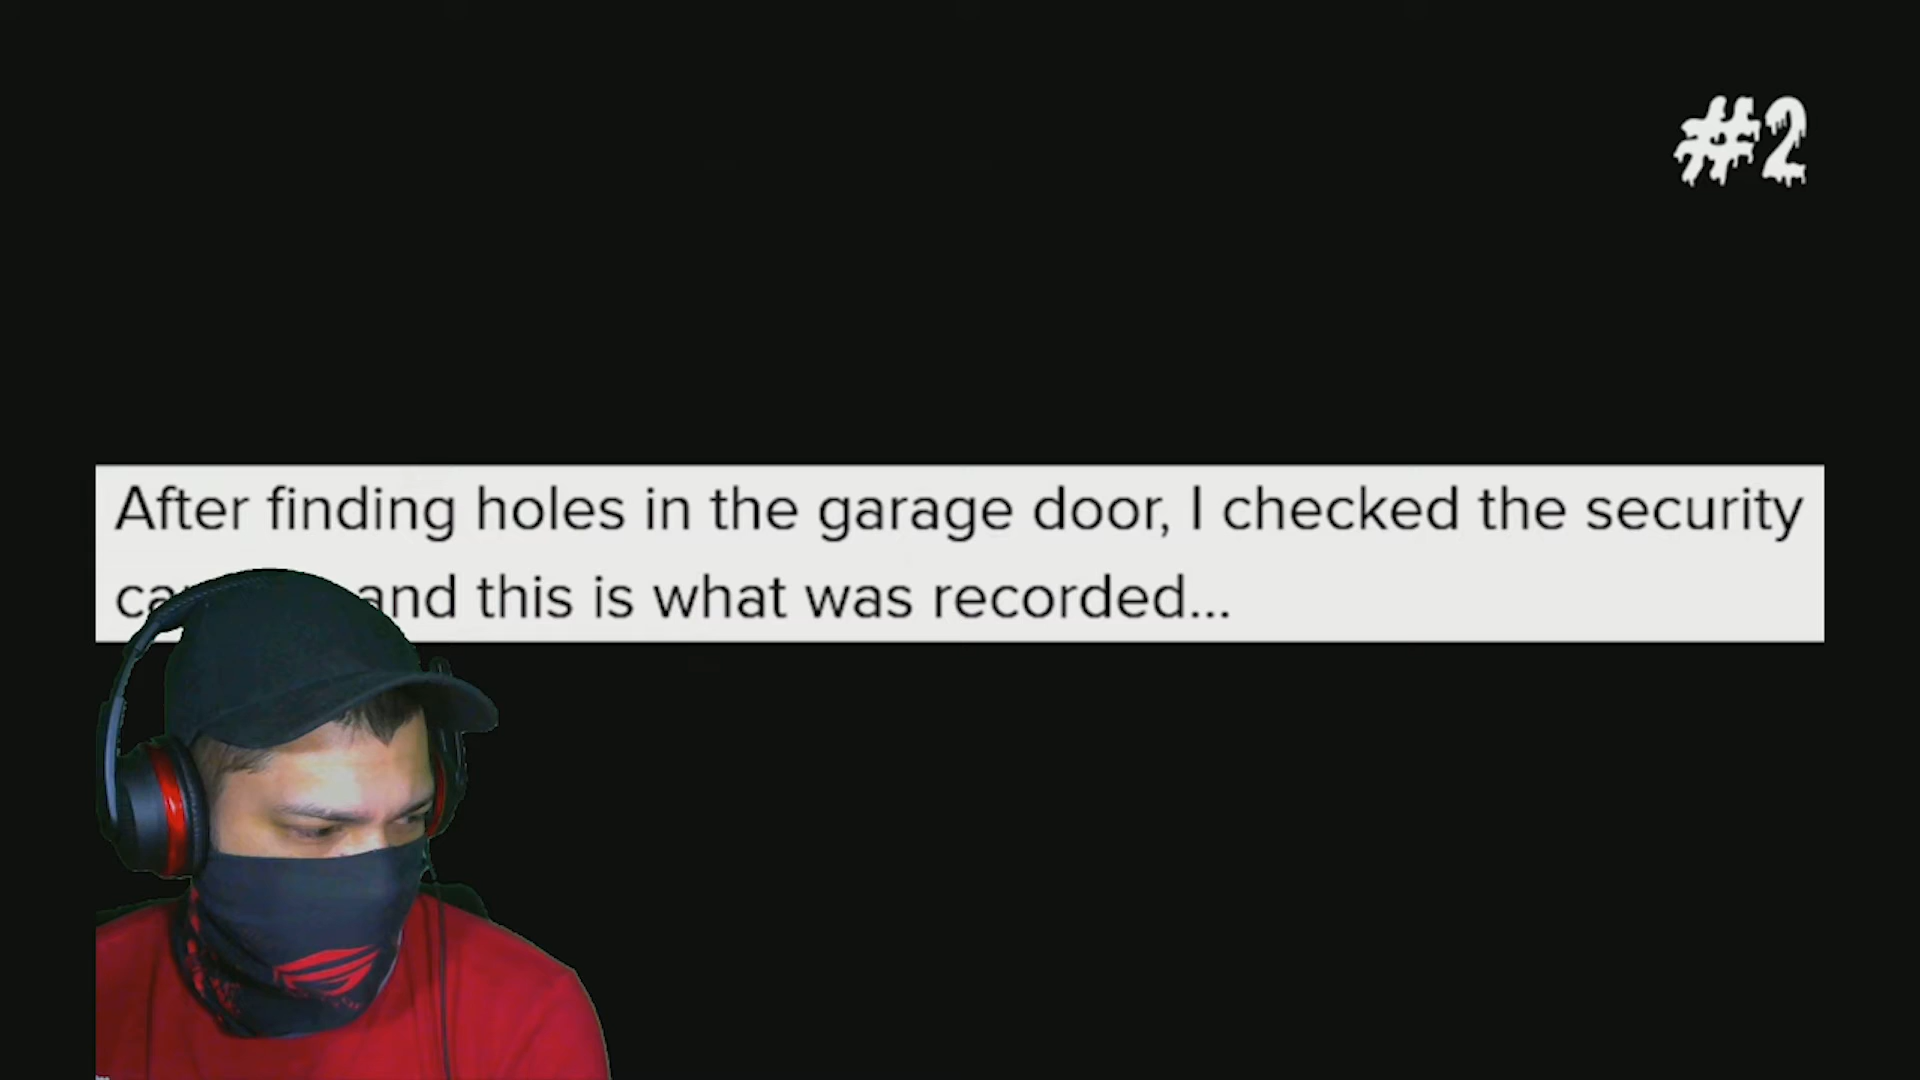 #2
After finding holes in the garage door, I checked the security
and this is what was recorded...